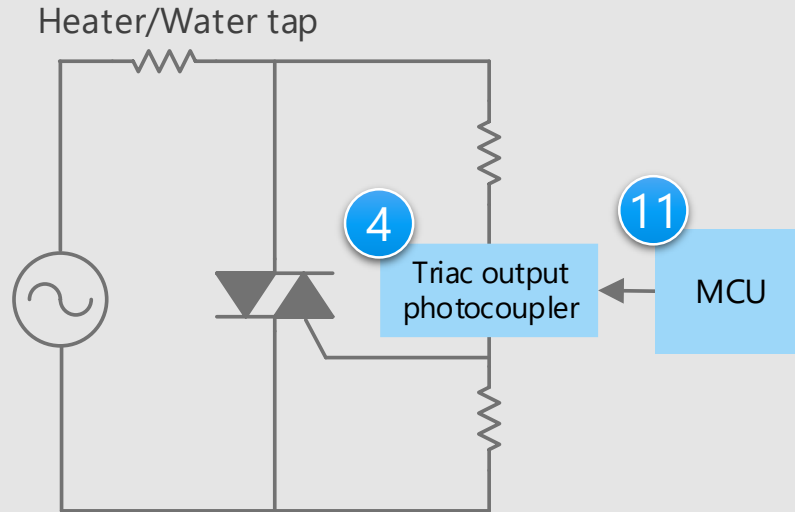 Heater/Water tap
4
11
Triac output
photocoupler
MCU